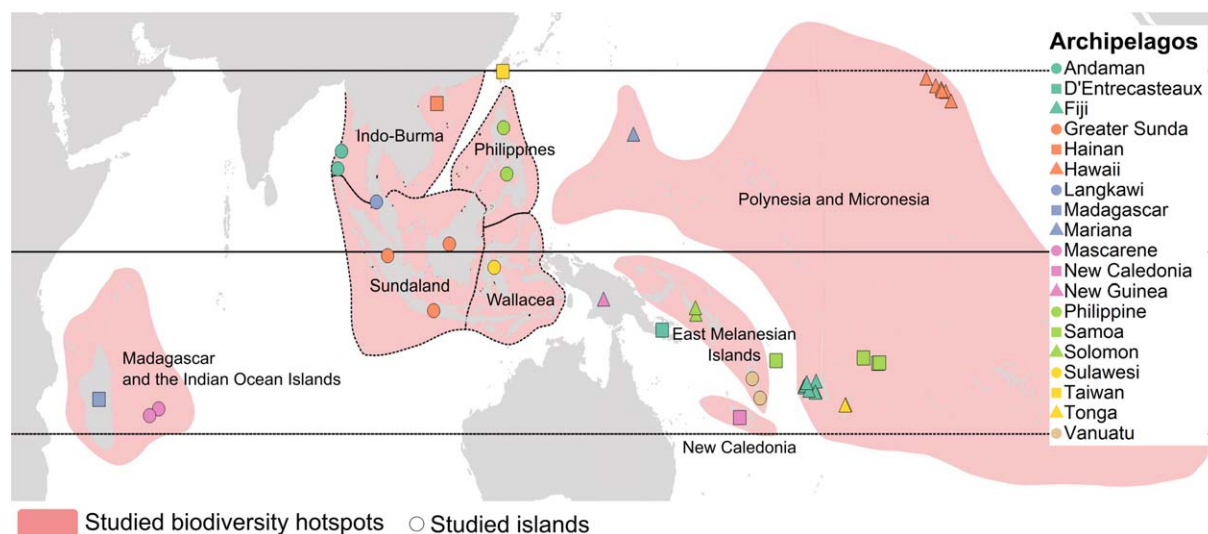 Indo-Burma
Philippines
Polynesia and Micronesia
Sundaland
Wallacea
East Melanesian
Islands
Madagascar
and the Indian Ocean Islands
New Caledonia
Archipelagos
Andaman
D'Entrecasteaux
Fiji
Greater Sunda
Hainan
Hawaii
Langkawi
Madagascar
Mariana
Mascarene
New Caledonia
New Guinea
Philippine
Samoa
Solomon
Sulawesi
Taiwan
Tonga
Vanuatu
Studied biodiversity hotspots
Studied islands